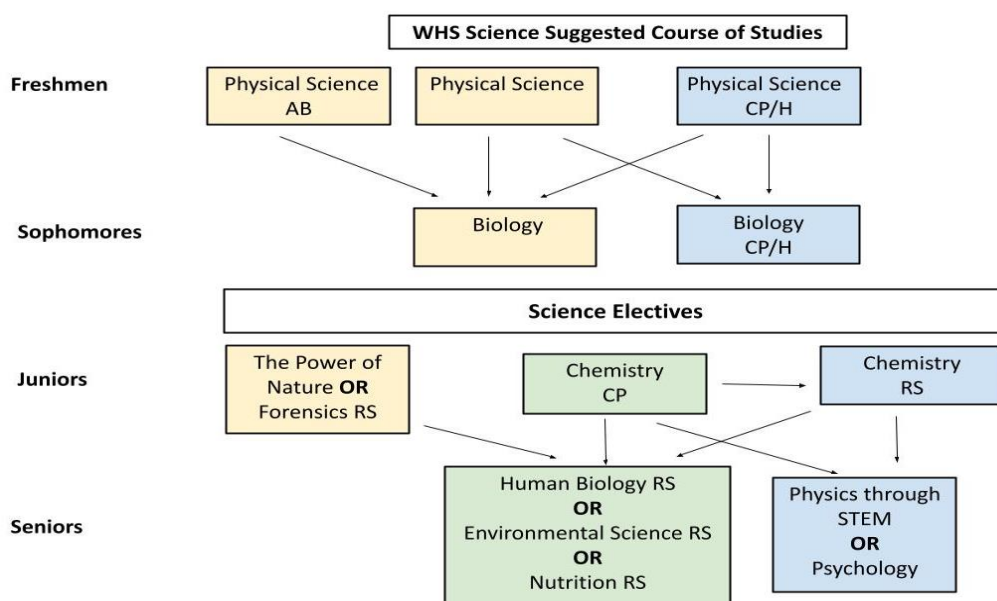 WHS Science Suggested Course of Studies
Freshmen
Physical Science
AB
Physical Science
Physical Science
CP/H
Sophomores
Biology
Biology
CP/H
Science Electives
Juniors
The Power of
Nature OR
Forensics RS
Chemistry
CP
Chemistry
RS
Seniors
Human Biology RS
OR
Environmental Science RS
OR
Nutrition RS
Physics through
STEM
OR
Psychology